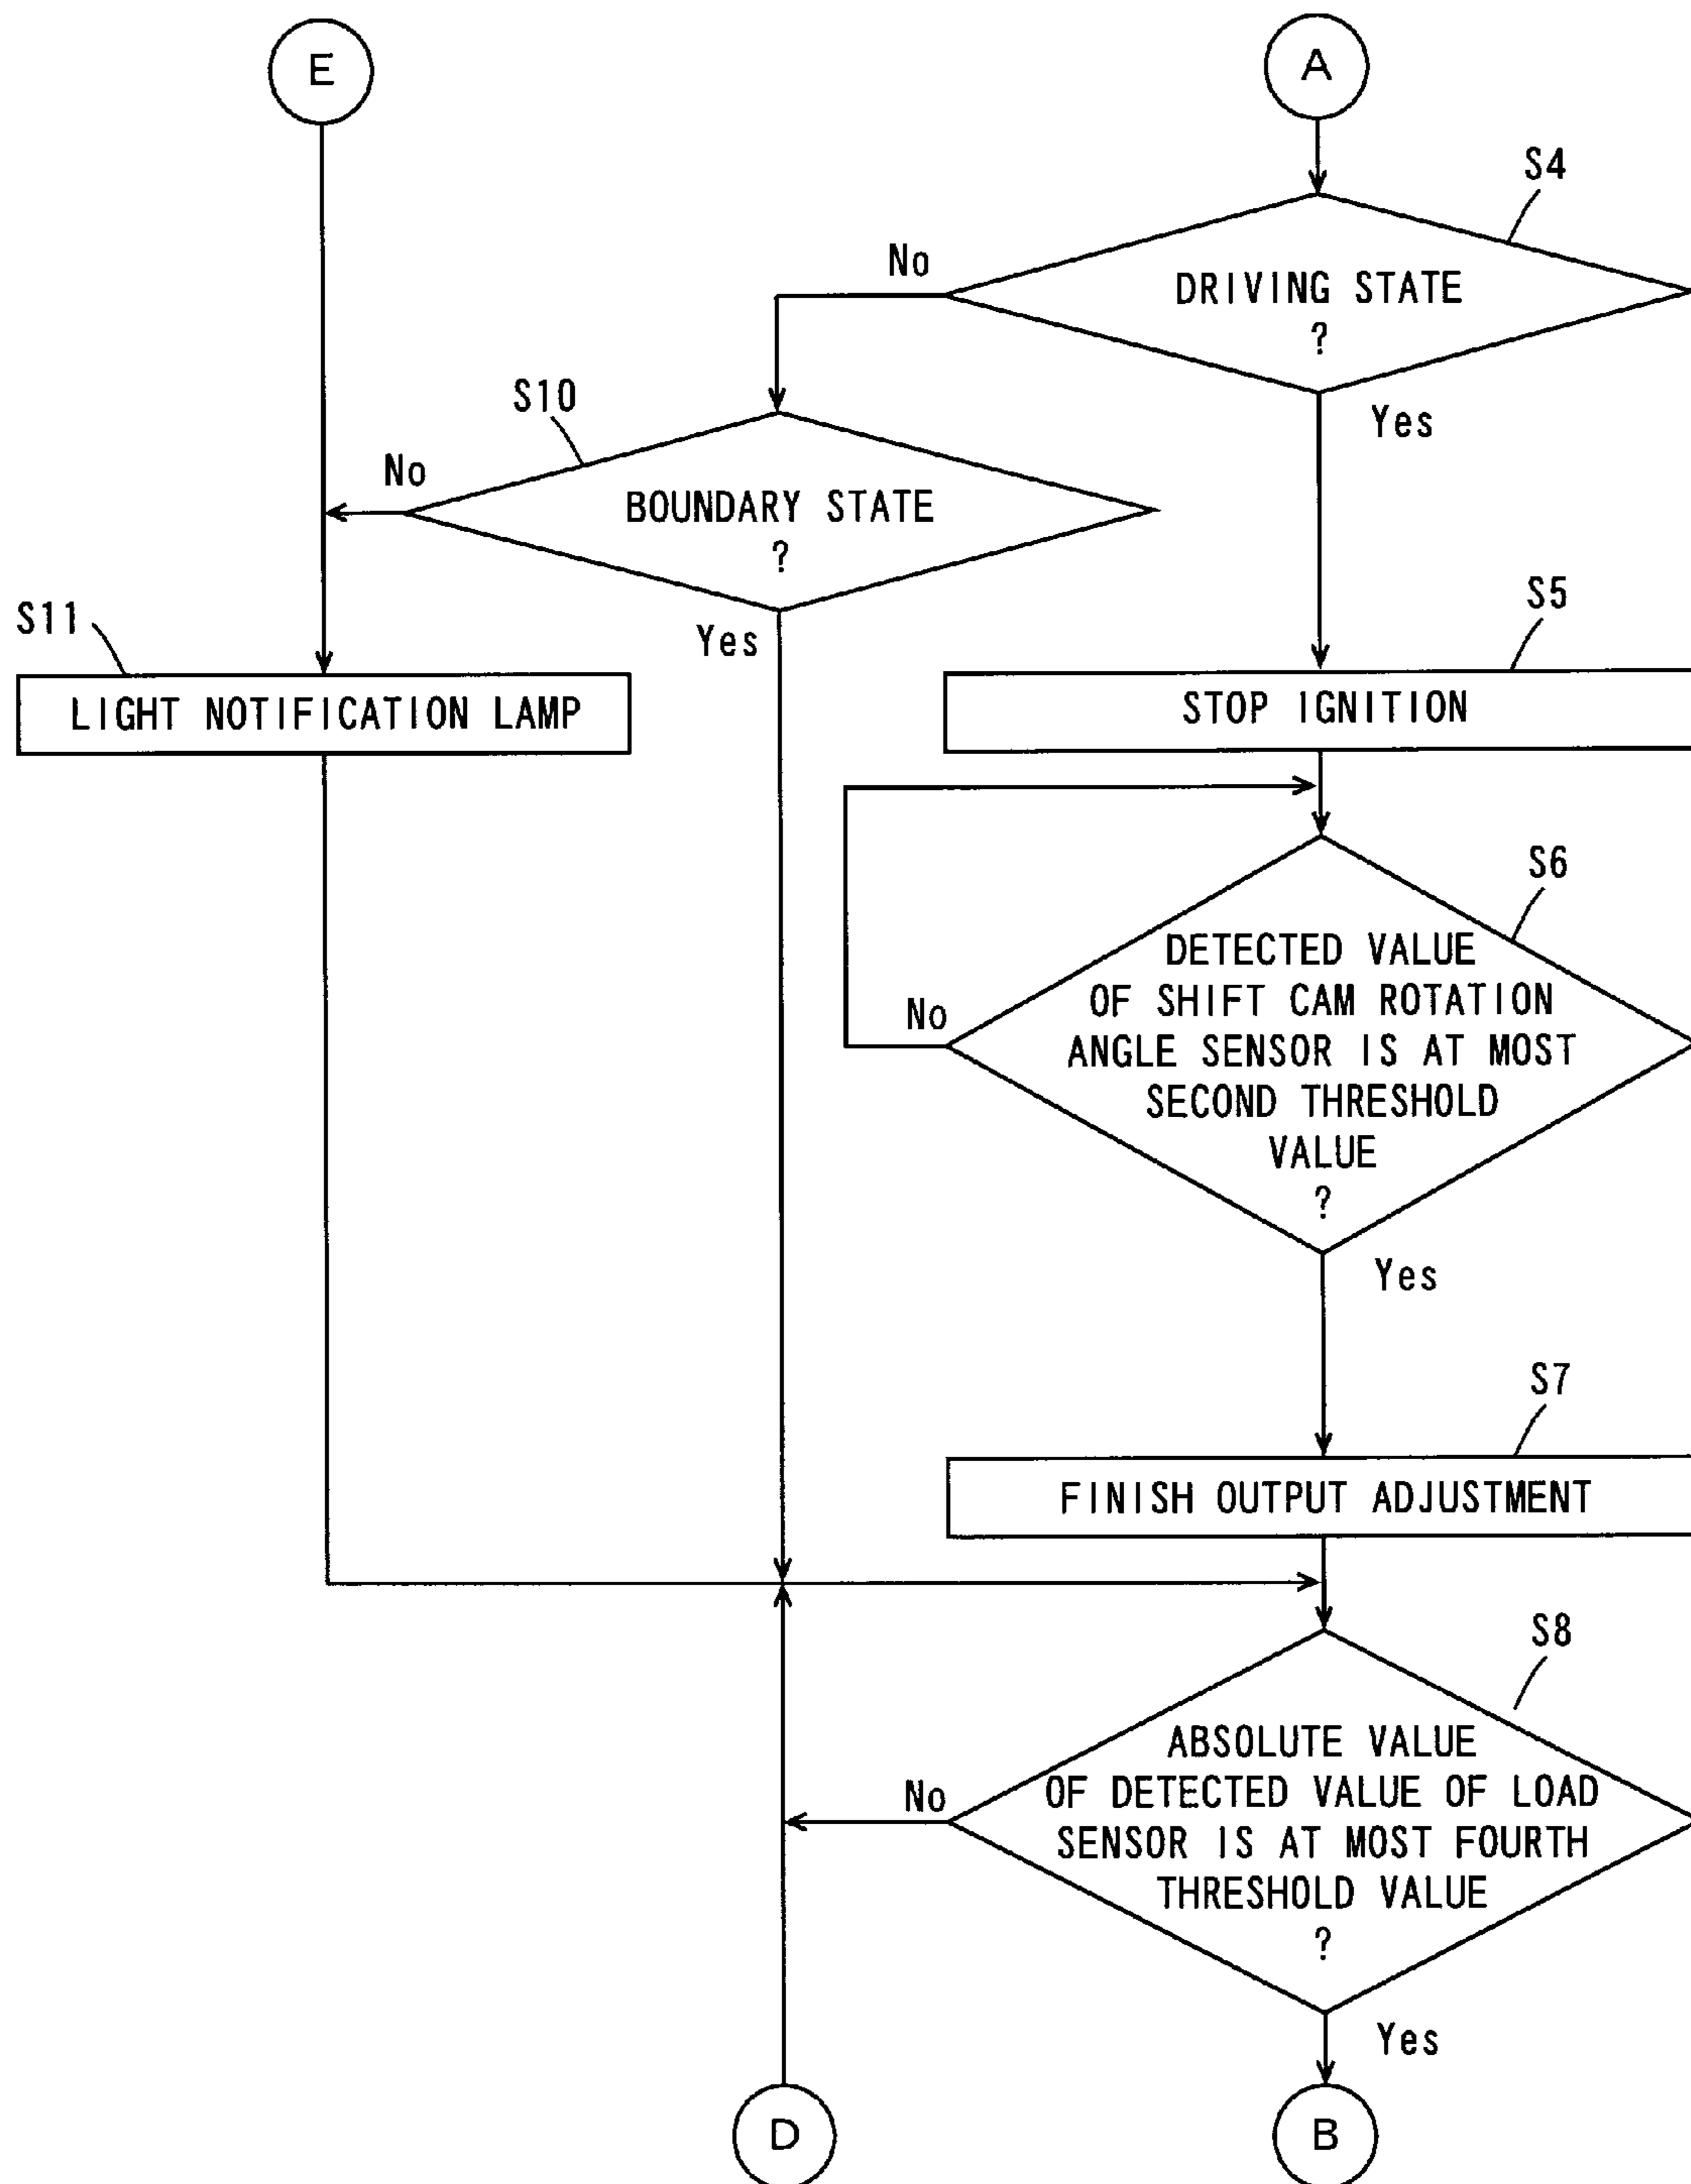 E
A
S4
No
DRIVING STATE
?
Yes
S10
No
BOUNDARY STATE
?
Yes
S11
LIGHT NOTIFICATION LAMP
S5
STOP IGNITION
S6
DETECTED VALUE
OF SHIFT CAM ROTATION
ANGLE SENSOR IS AT MOST
SECOND THRESHOLD
VALUE
?
No
Yes
S7
FINISH OUTPUT ADJUSTMENT
S8
ABSOLUTE VALUE
OF DETECTED VALUE OF LOAD
SENSOR IS AT MOST FOURTH
THRESHOLD VALUE
?
No
Yes
D
B